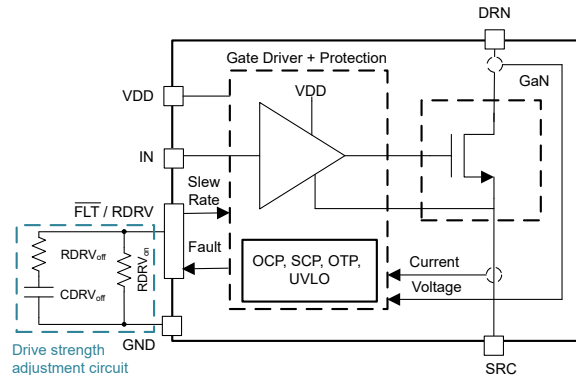 DRN
Gate Driver + Protection
GaN
VDD
VDD
IN
FLT / RDRV
Slew
Rate
RDRVoff
RDRVon
Fault
OCP, SCP, OTP,
UVLO
Current
CDRVoff
Voltage
GND
Drive strength
adjustment circuit
SRC